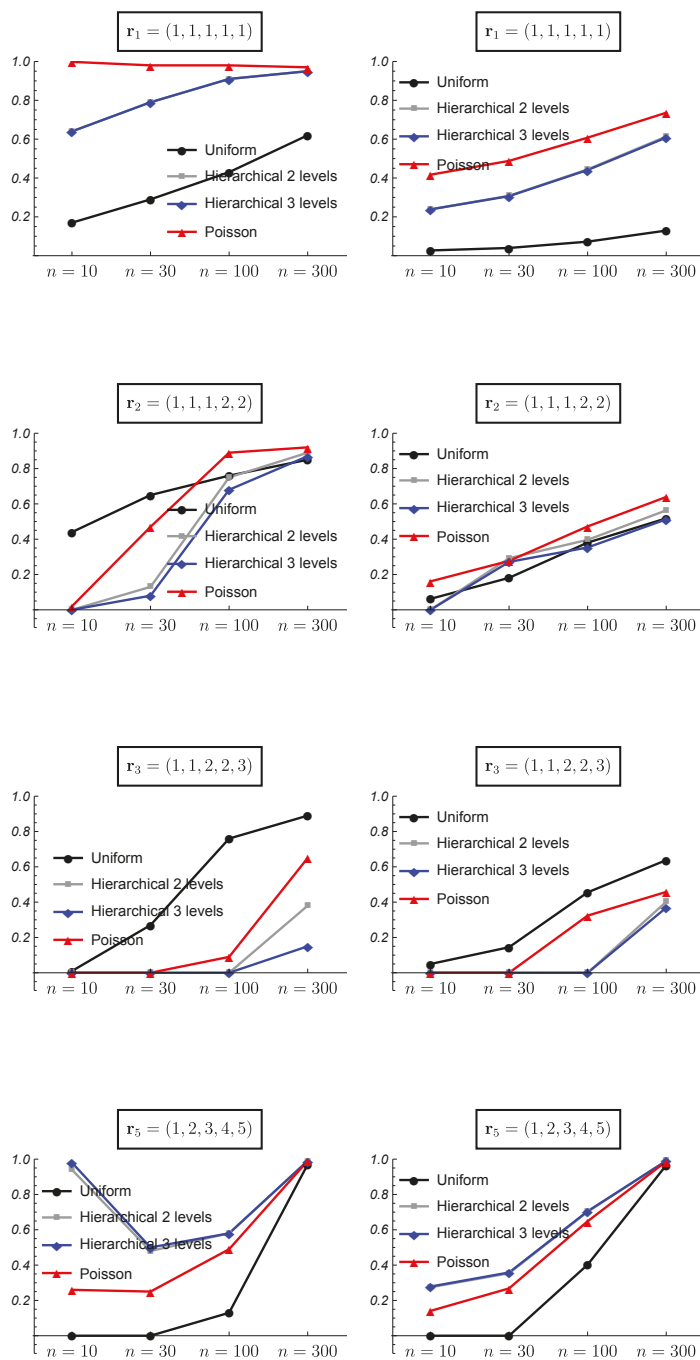 r₁ = (1, 1, 1, 1, 1)
1.0
0.8
0.6
0.4
0.2
Uniform
Hierarchical 2 levels
Hierarchical 3 levels
Poisson
n = 10 n = 30 n = 100 n = 300
r₁ = (1, 1, 1, 1, 1)
1.0
0.8
0.6
0.4
0.2
Uniform
Hierarchical 2 levels
Hierarchical 3 levels
Poisson
n = 10 n = 30 n = 100 n = 300
r₂ = (1, 1, 1, 2, 2)
1.0
0.8
0.6
0.4
0.2
Uniform
Hierarchical 2 levels
Hierarchical 3 levels
Poisson
n = 10 n = 30 n = 100 n = 300
r₂ = (1, 1, 1, 2, 2)
1.0
0.8
0.6
0.4
0.2
Uniform
Hierarchical 2 levels
Hierarchical 3 levels
Poisson
n = 10 n = 30 n = 100 n = 300
r₃ = (1, 1, 2, 2, 3)
1.0
0.8
0.6
0.4
0.2
Uniform
Hierarchical 2 levels
Hierarchical 3 levels
Poisson
n = 10 n = 30 n = 100 n = 300
r₃ = (1, 1, 2, 2, 3)
1.0
0.8
0.6
0.4
0.2
Uniform
Hierarchical 2 levels
Hierarchical 3 levels
Poisson
n = 10 n = 30 n = 100 n = 300
r₅ = (1, 2, 3, 4, 5)
1.0
0.8
0.6
0.4
0.2
Uniform
Hierarchical 2 levels
Hierarchical 3 levels
Poisson
n = 10 n = 30 n = 100 n = 300
r₅ = (1, 2, 3, 4, 5)
1.0
0.8
0.6
0.4
0.2
Uniform
Hierarchical 2 levels
Hierarchical 3 levels
Poisson
n = 10 n = 30 n = 100 n = 300